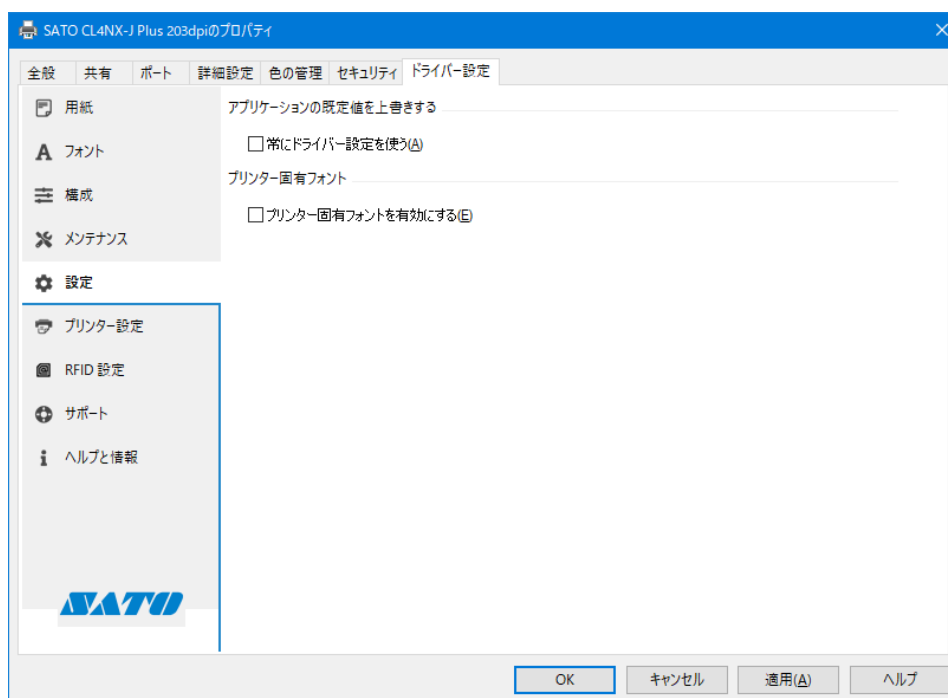 SATO CL4NX-J Plus 203dpiのプロパティ
全般 共有 ポート 詳細設定 色の管理 セキュリティ ドライバー設定
用紙
フォント
構成
メンテナンス
設定
プリンター設定
RFID 設定
サポート
ヘルプと情報
SATO
アプリケーションの既定値を上書きする
常にドライバー設定を使う(A)
プリンター固有フォント
プリンター固有フォントを有効にする(E)
OK キャンセル 適用(A) ヘルプ